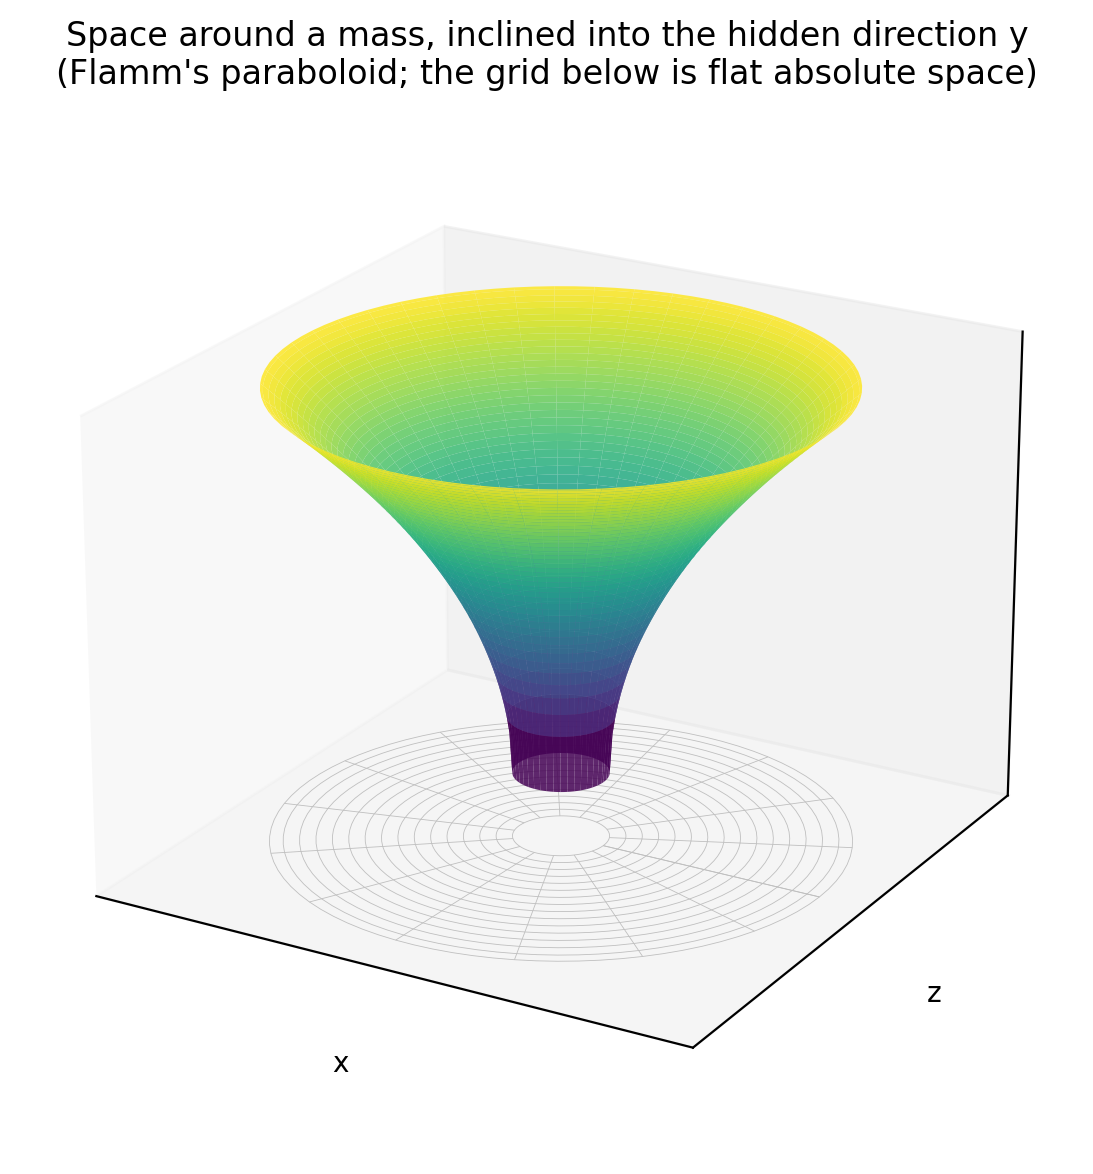 Space around a mass, inclined into the hidden direction y
(Flamm's paraboloid; the grid below is flat absolute space)
z
x